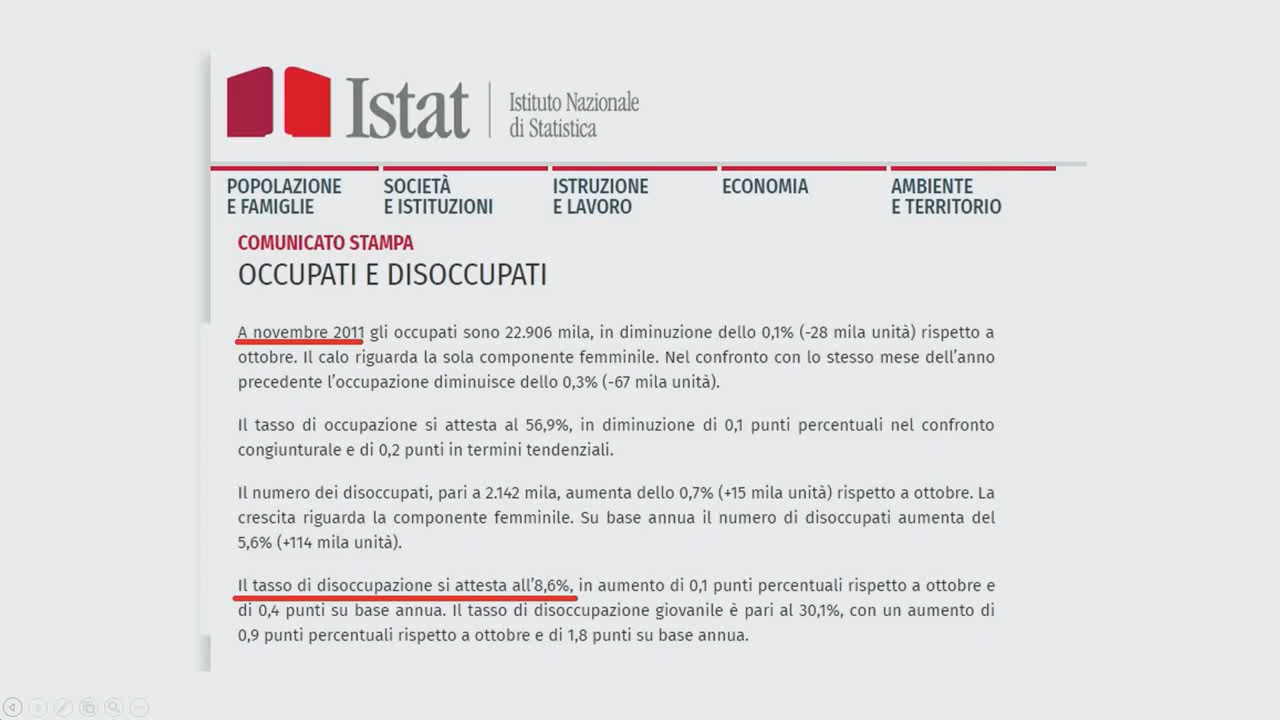 Istat
Istituto Nazionale
di Statistica
POPOLAZIONE
E FAMIGLIE
SOCIETÀ
E ISTITUZIONI
ISTRUZIONE
E LAVORO
ECONOMIA
AMBIENTE
E TERRITORIO
COMUNICATO STAMPA
OCCUPATI E DISOCCUPATI
A novembre 2011 gli occupati sono 22.906 mila, in diminuzione dello 0,1% (-28 mila unità) rispetto a
ottobre. Il calo riguarda la sola componente femminile. Nel confronto con lo stesso mese dell'anno
precedente l'occupazione diminuisce dello 0,3% (-67 mila unità).
Il tasso di occupazione si attesta al 56,9%, in diminuzione di 0,1 punti percentuali nel confronto
congiunturale e di 0,2 punti in termini tendenziali.
Il numero dei disoccupati, pari a 2.142 mila, aumenta dello 0,7% (+15 mila unità) rispetto a ottobre. La
crescita riguarda la componente femminile. Su base annua il numero di disoccupati aumenta del
5,6% (+114 mila unità).
Il tasso di disoccupazione si attesta all'8,6%, in aumento di 0,1 punti percentuali rispetto a ottobre e
di 0,4 punti su base annua. Il tasso di disoccupazione giovanile è pari al 30,1%, con un aumento di
0,9 punti percentuali rispetto a ottobre e di 1,8 punti su base annua.